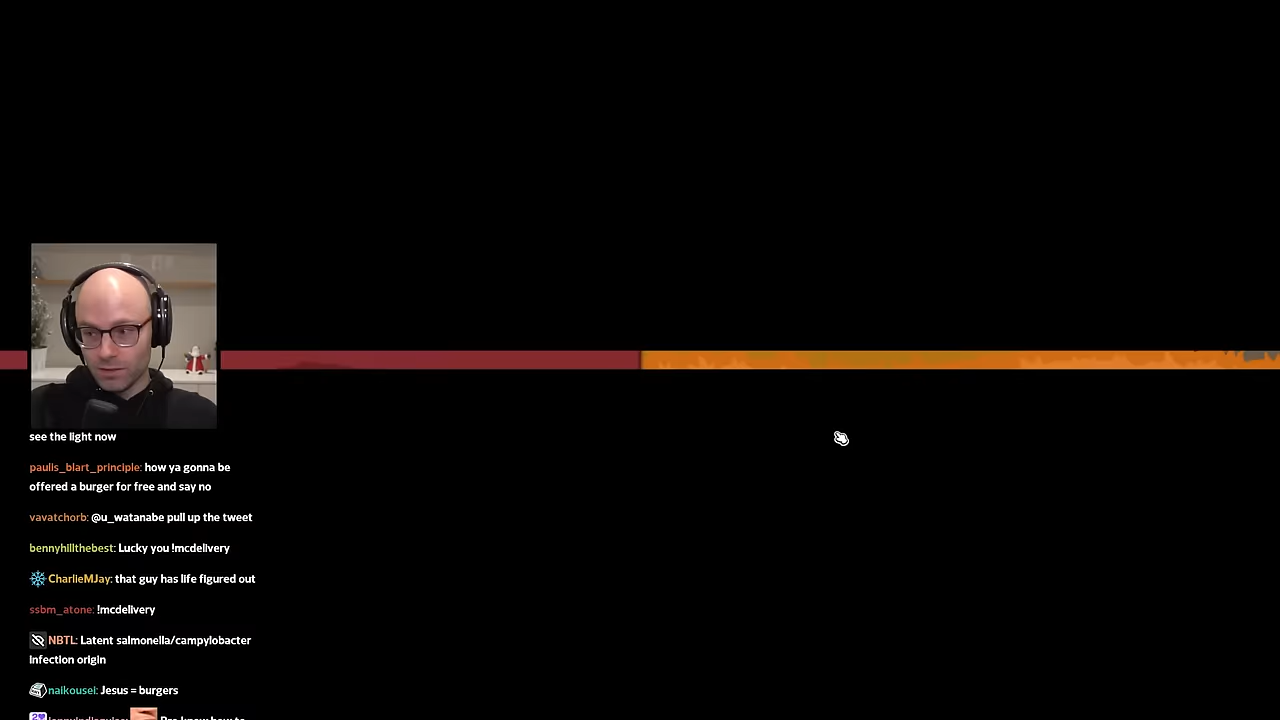 see the light now
paulis_blart_principle: how ya gonna be
offered a burger for free and say no
vavatchorb: @u_watanabe pull up the tweet
bennyhillthebest: Lucky you !mcdelivery
CharlieMJay: that guy has life figured out
ssbm_atone: !mcdelivery
NBTL: Latent salmonella/campylobacter
infection origin
naikousei: Jesus = burgers